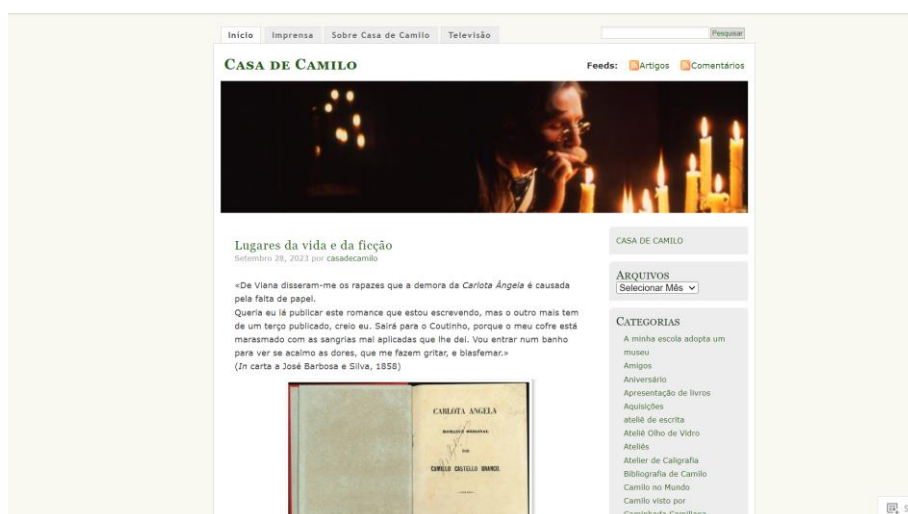 Início Imprensa Sobre Casa de Camilo Televisão Pesquisar
CASA DE CAMILO
Feeds: Artigos Comentários
Lugares da vida e da ficção
Setembro 28, 2023 por casadecamilo
«De Viana disseram-me os rapazes que a demora da Carlota Ângela é causada
pela falta de papel.
Queria eu lá publicar este romance que estou escrevendo, mas o outro mais tem
de um terço publicado, creio eu. Sairá para o Coutinho, porque o meu cofre está
marasmado com as sangrias mal aplicadas que lhe dei. Vou entrar num banho
para ver se acalmo as dores, que me fazem gritar, e blasfemar.»
(In carta a José Barbosa e Silva, 1858)
CARLOTA ANGELA
ROMANCE ORIGINAL
POR
CAMILLO CASTELLO BRANCO
CASA DE CAMILO
ARQUIVOS
Selecionar Mês
CATEGORIAS
A minha escola adopta um
museu
Amigos
Aniversário
Apresentação de livros
Aquisições
ateliê de escrita
Ateliê Olho de Vidro
Ateliês
Atelier de Caligrafia
Bibliografia de Camilo
Camilo no Mundo
Camilo visto por
Caminhada Camiliana